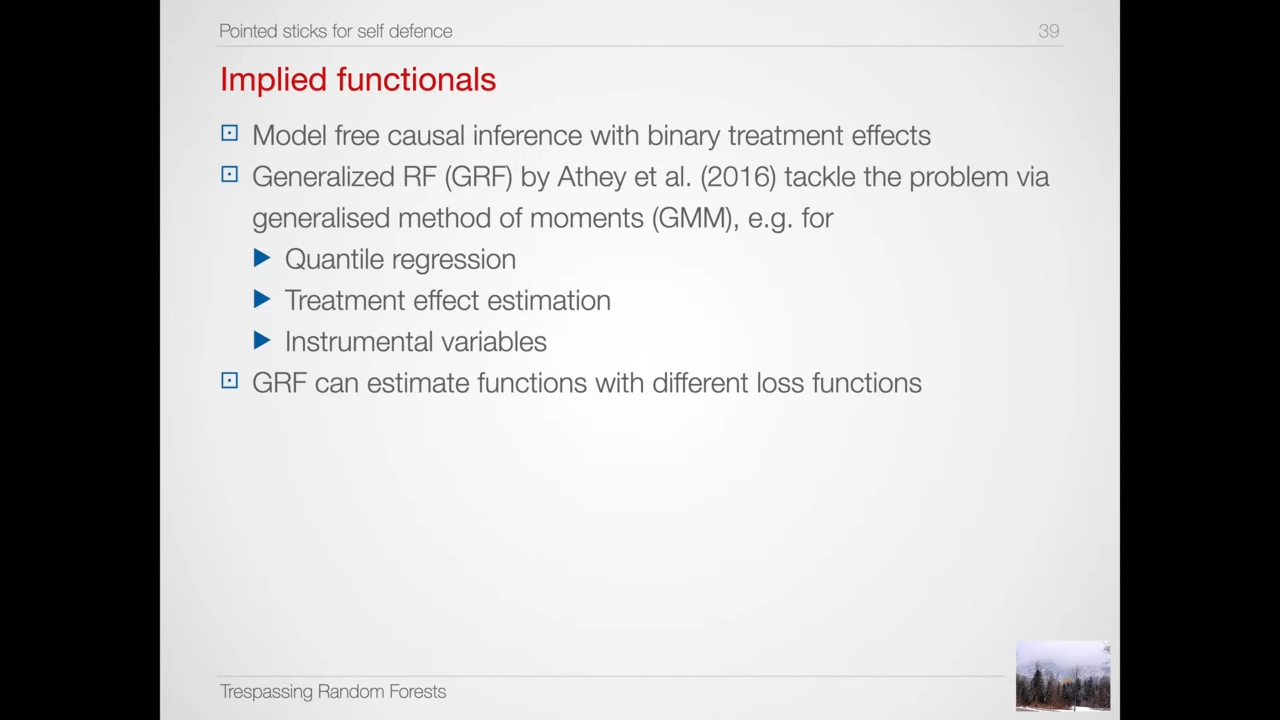 Pointed sticks for self defence 39
Implied functionals
Model free causal inference with binary treatment effects
Generalized RF (GRF) by Athey et al. (2016) tackle the problem via
generalised method of moments (GMM), e.g. for
Quantile regression
Treatment effect estimation
Instrumental variables
GRF can estimate functions with different loss functions
Trespassing Random Forests